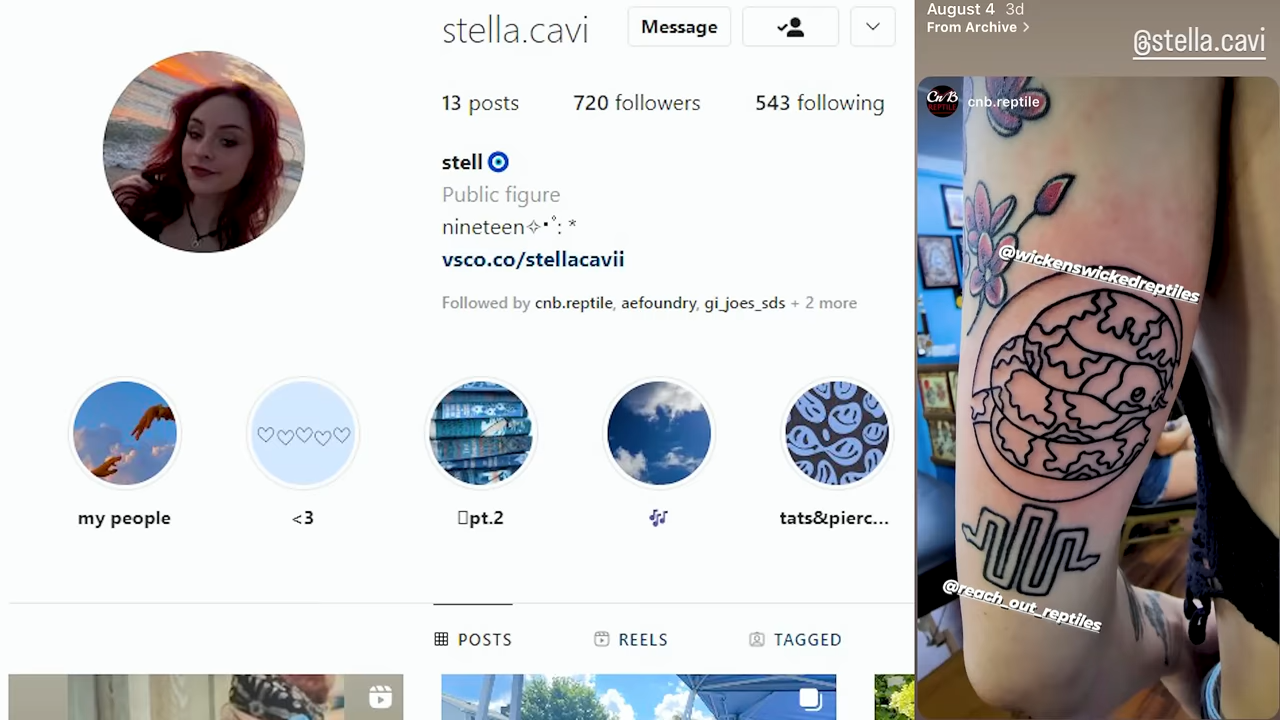 stella.cavi
Message
13 posts 720 followers 543 following
stell
Public figure
nineteen✧･ﾟ: *
vsco.co/stellacavii
Followed by cnb.reptile, aefoundry, gi_joes_sds + 2 more
my people
<3
pt.2
🎶
tats&pierc...
POSTS
REELS
TAGGED
August 4 3d
From Archive >
@stella.cavi
CnB
REPTILE
cnb.reptile
@wickenswickedreptiles
@reach_out_reptiles